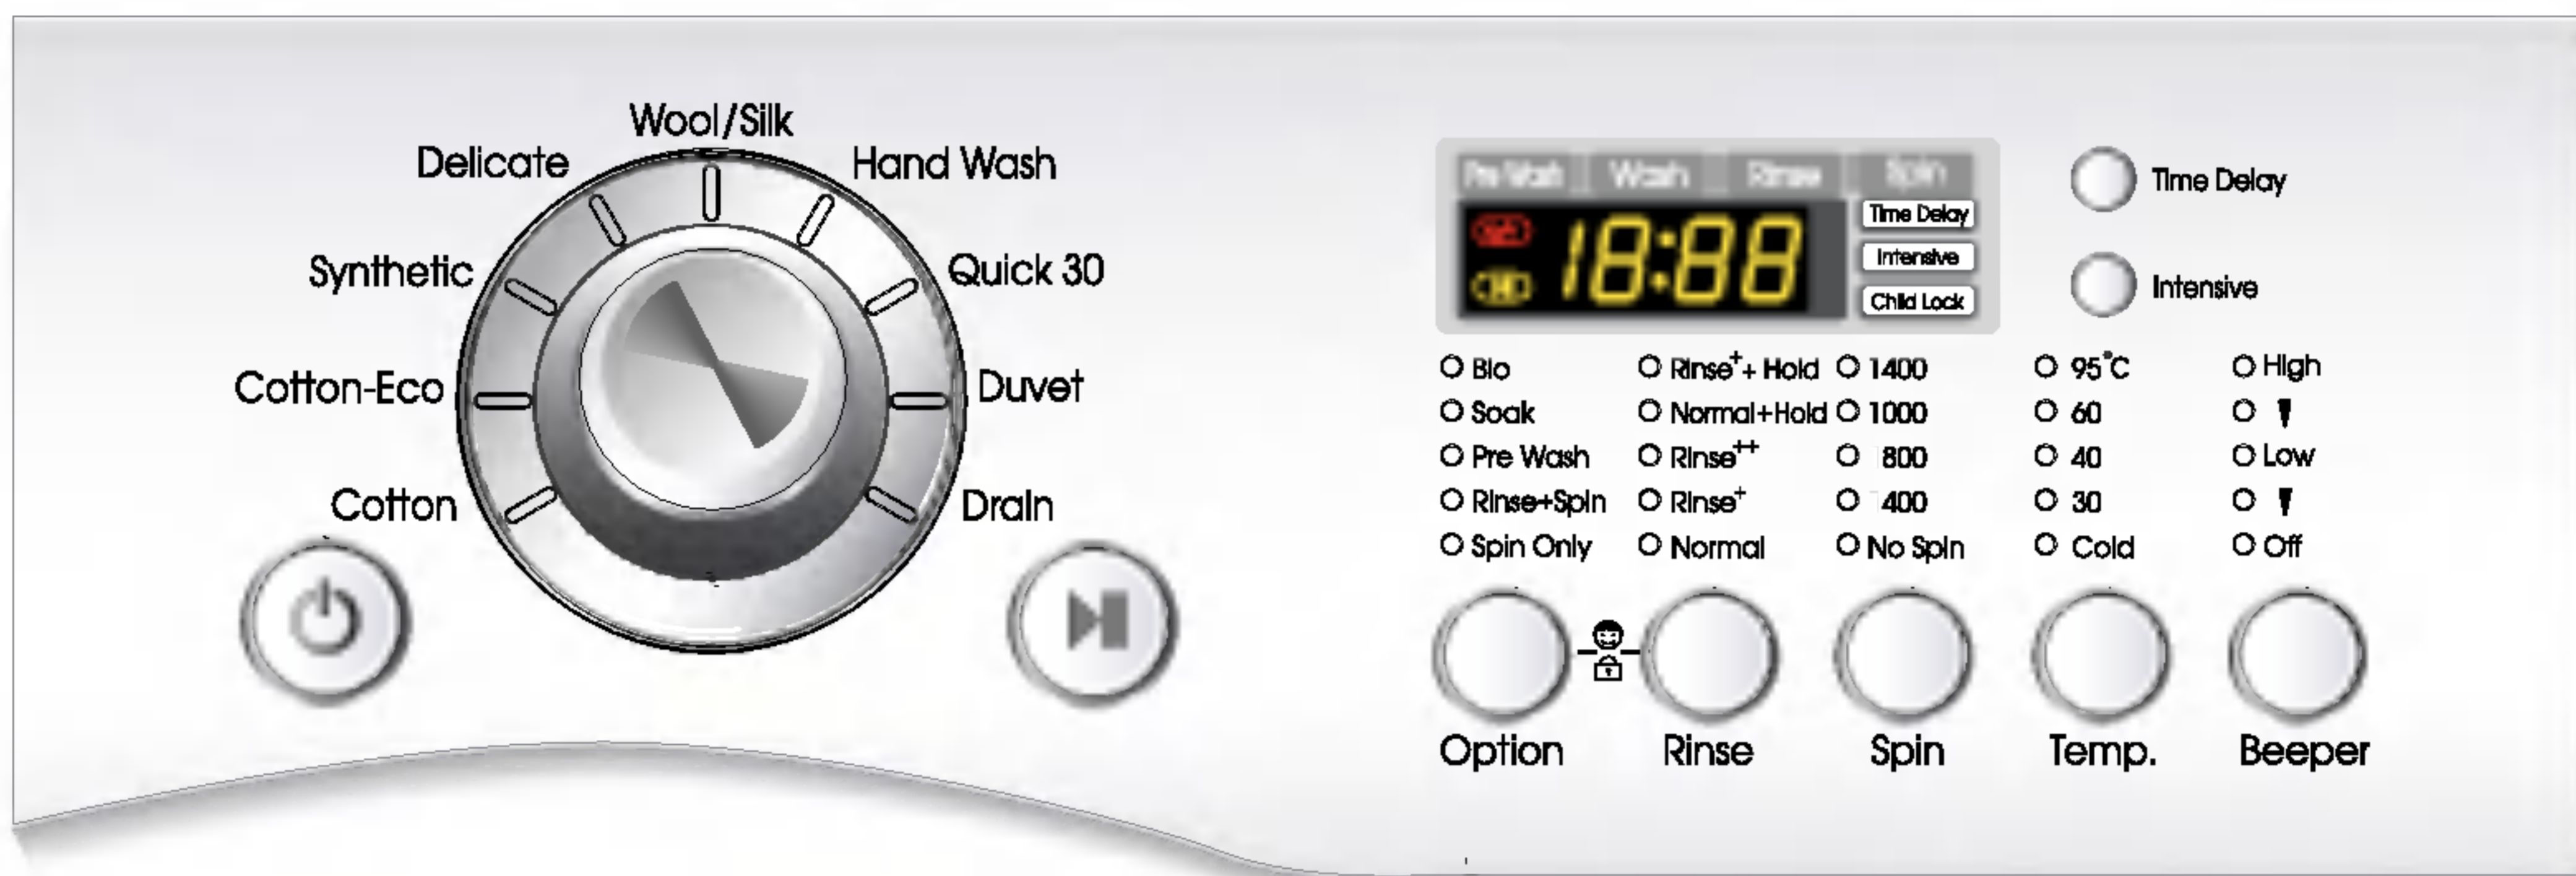 Wool/Silk
Delicate
Hand Wash
Synthetic
Quick 30
Cotton-Eco
Duvet
Cotton
Drain
Pre Wash Wash Rinse Spin
18:88
Time Delay
Intensive
Child Lock
Time Delay
Intensive
Bio
Soak
Pre Wash
Rinse+Spin
Spin Only
Option
Rinse⁺+ Hold
Normal+Hold
Rinse⁺⁺
Rinse⁺
Normal
Rinse
1400
1000
800
400
No Spin
Spin
95°C
60
40
30
Cold
Temp.
High
Low
Off
Beeper